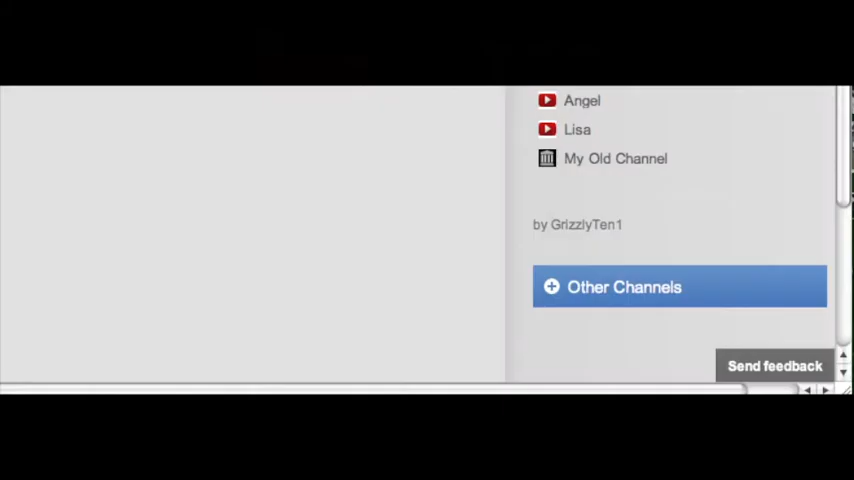 Angel
Lisa
My Old Channel
by GrizzlyTen1
Other Channels
Send feedback